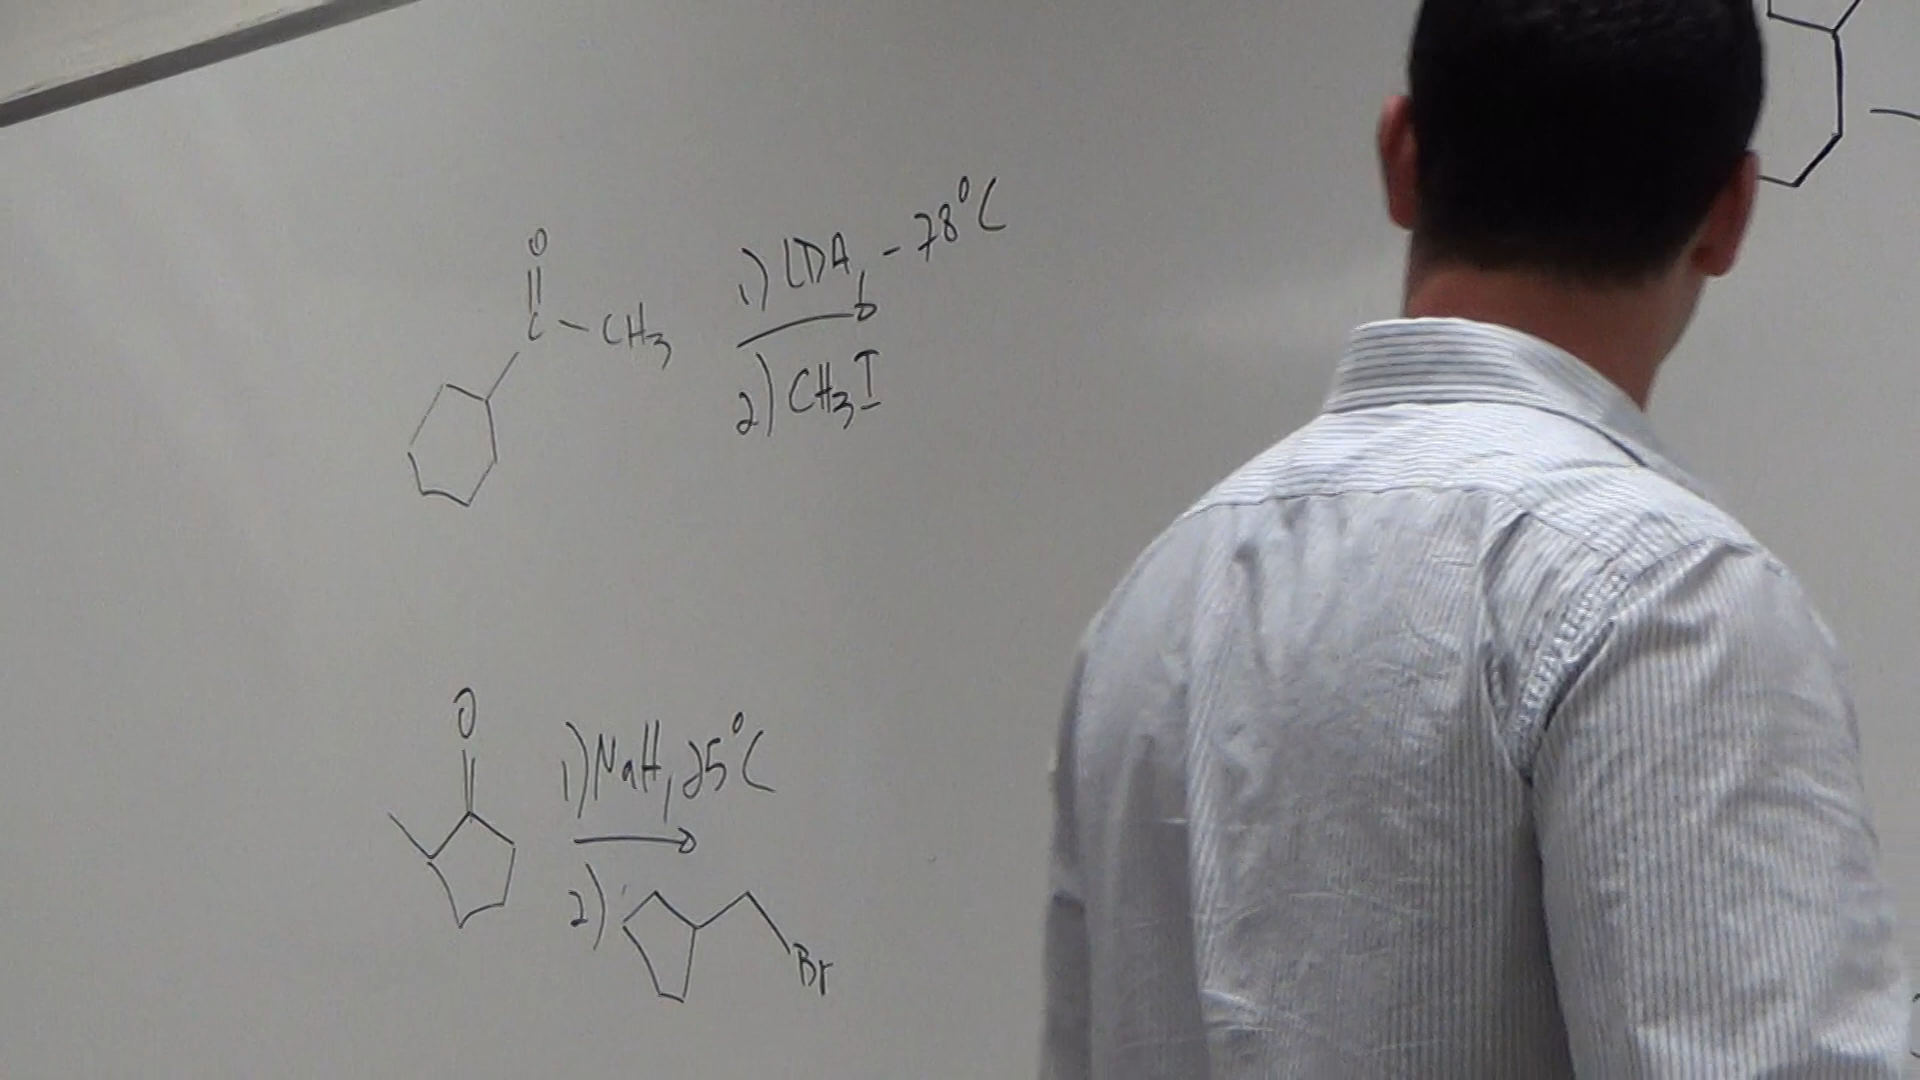 O
C-CH3
1) LDA, -78°C
2) CH3I
O
1) NaH, 25°C
2)
Br